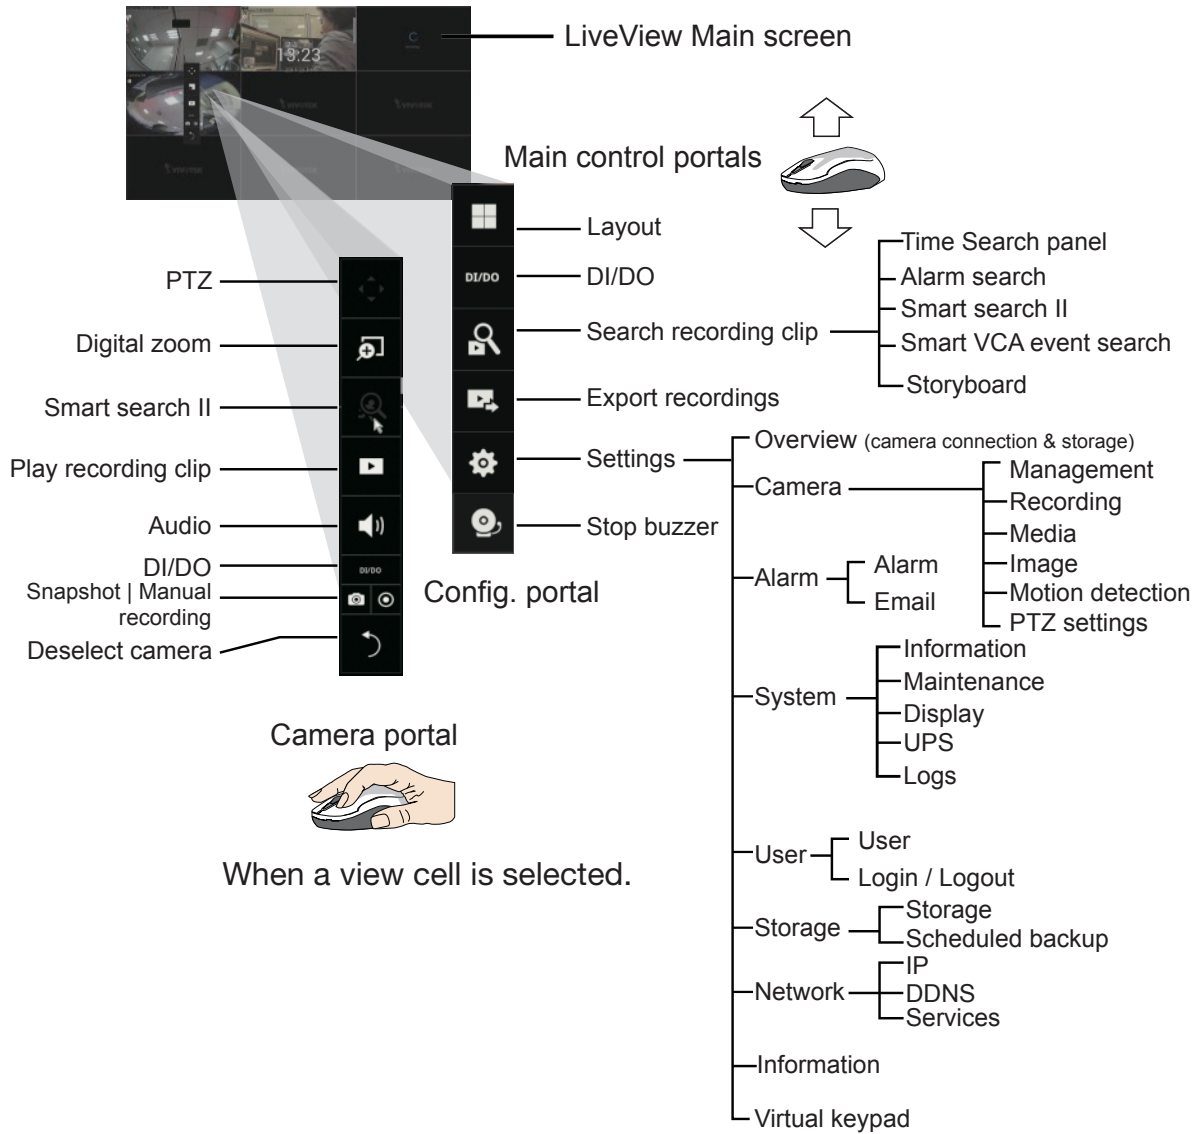 LiveView Main screen
13:23
VIVOTEK
VIVOTEK
VIVOTEK
VIVOTEK
Main control portals
Layout
DI/DO
DI/DO
Search recording clip
Export recordings
Settings
Stop buzzer
Config. portal
Time Search panel
Alarm search
Smart search II
Smart VCA event search
Storyboard
PTZ
Digital zoom
Smart search II
Play recording clip
Audio
DI/DO
DI/DO
Snapshot | Manual
recording
Deselect camera
Camera portal
When a view cell is selected.
Overview (camera connection & storage)
Camera
Management
Recording
Media
Image
Motion detection
PTZ settings
Alarm
Alarm
Email
System
Information
Maintenance
Display
UPS
Logs
User
User
Login / Logout
Storage
Storage
Scheduled backup
Network
IP
DDNS
Services
Information
Virtual keypad